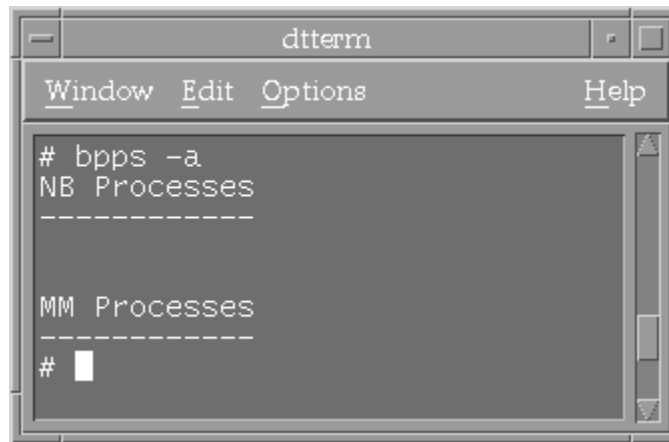 dtterm
Window Edit Options Help
# bpps -a
NB Processes
------------
MM Processes
------------
#